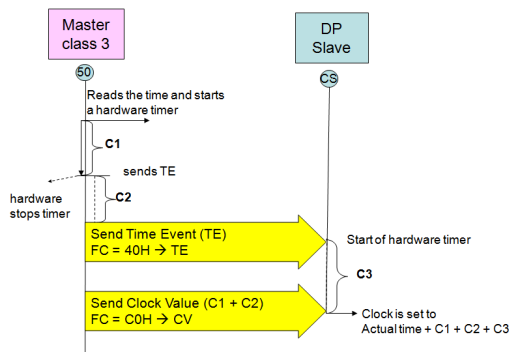 Master
class 3
DP
Slave
50
CS
Reads the time and starts
a hardware timer
C1
sends TE
hardware
stops timer
C2
Send Time Event (TE)
FC = 40H → TE
Start of hardware timer
C3
Send Clock Value (C1 + C2)
FC = C0H → CV
Clock is set to
Actual time + C1 + C2 + C3